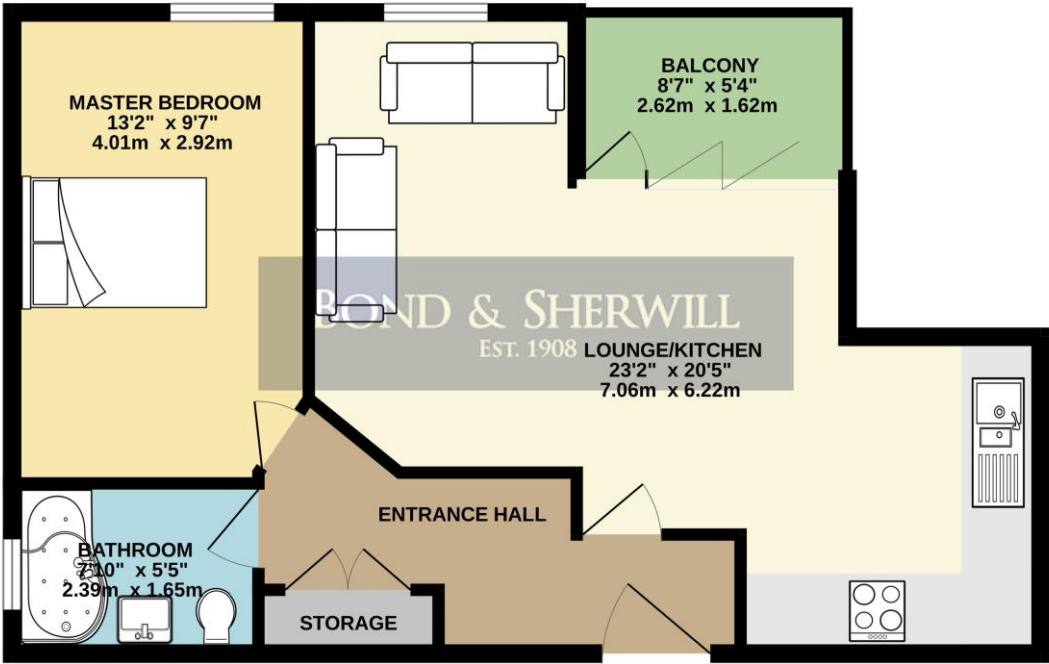 MASTER BEDROOM
13'2" x 9'7"
4.01m x 2.92m
BALCONY
8'7" x 5'4"
2.62m x 1.62m
BOND & SHERWILL
EST. 1908
LOUNGE/KITCHEN
23'2" x 20'5"
7.06m x 6.22m
ENTRANCE HALL
BATHROOM
7'10" x 5'5"
2.39m x 1.65m
STORAGE